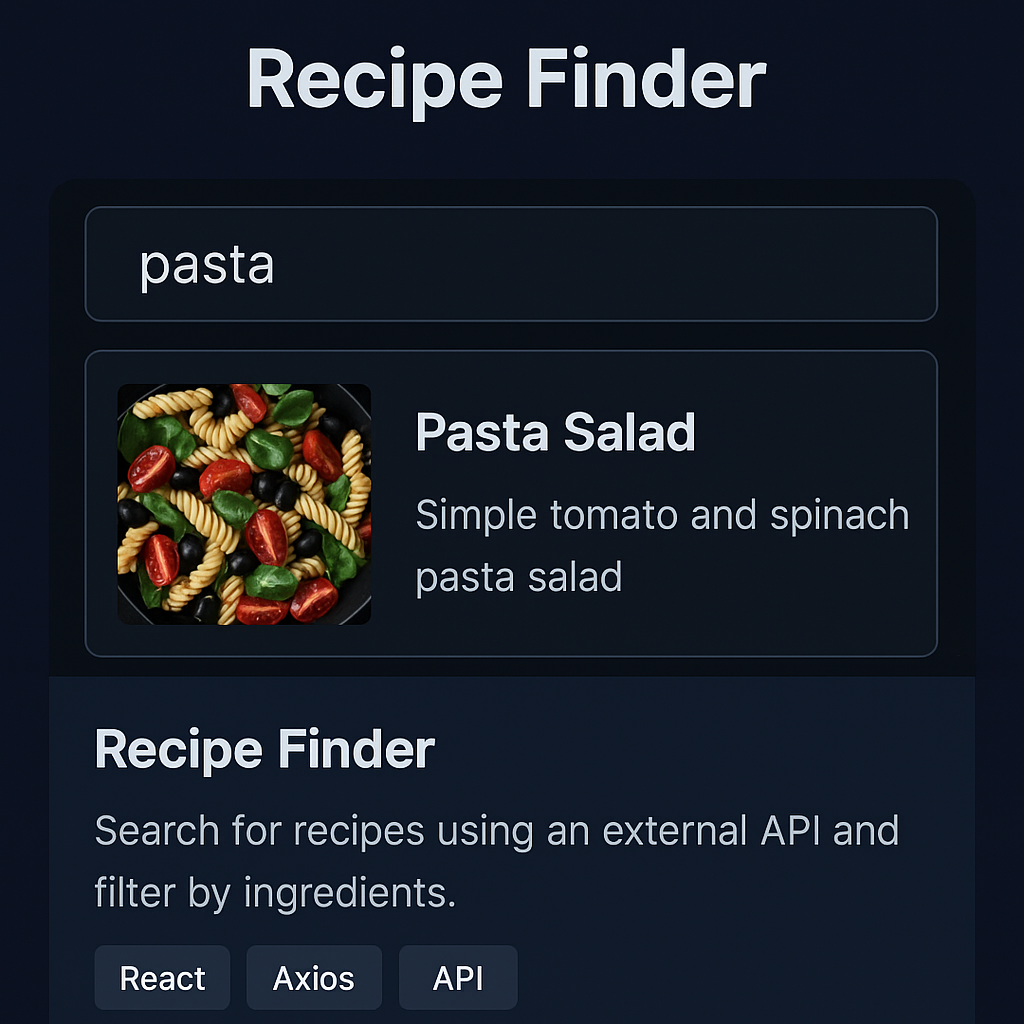 Recipe Finder
pasta
Pasta Salad
Simple tomato and spinach
pasta salad
Recipe Finder
Search for recipes using an external API and
filter by ingredients.
React Axios API